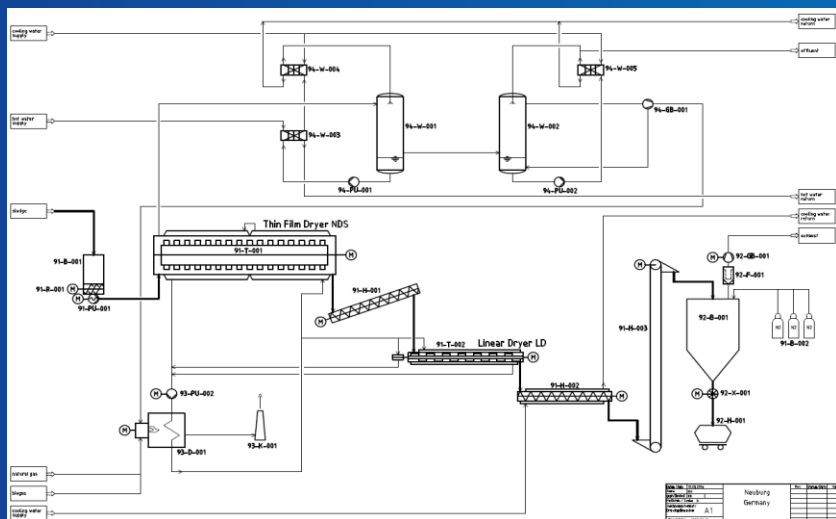 cooling water
supply
cooling water
return
effluent
94-W-004
94-W-005
94-GB-001
94-W-001
94-W-002
hot water
supply
94-W-003
94-PU-001
94-PU-002
hot water
return
cooling water
return
sludge
Thin Film Dryer NDS
91-T-001
M
91-B-001
91-R-001
M
M
91-PU-001
91-H-001
M
M
92-GB-001
92-F-001
M
92-B-001
91-H-003
N2
N2
N2
91-B-002
Linear Dryer LD
91-T-002
M
91-H-002
M
M
93-PU-002
M
92-X-001
92-H-001
M
93-D-001
93-K-001
natural gas
biogas
cooling water
supply
Neuburg
Germany
A1